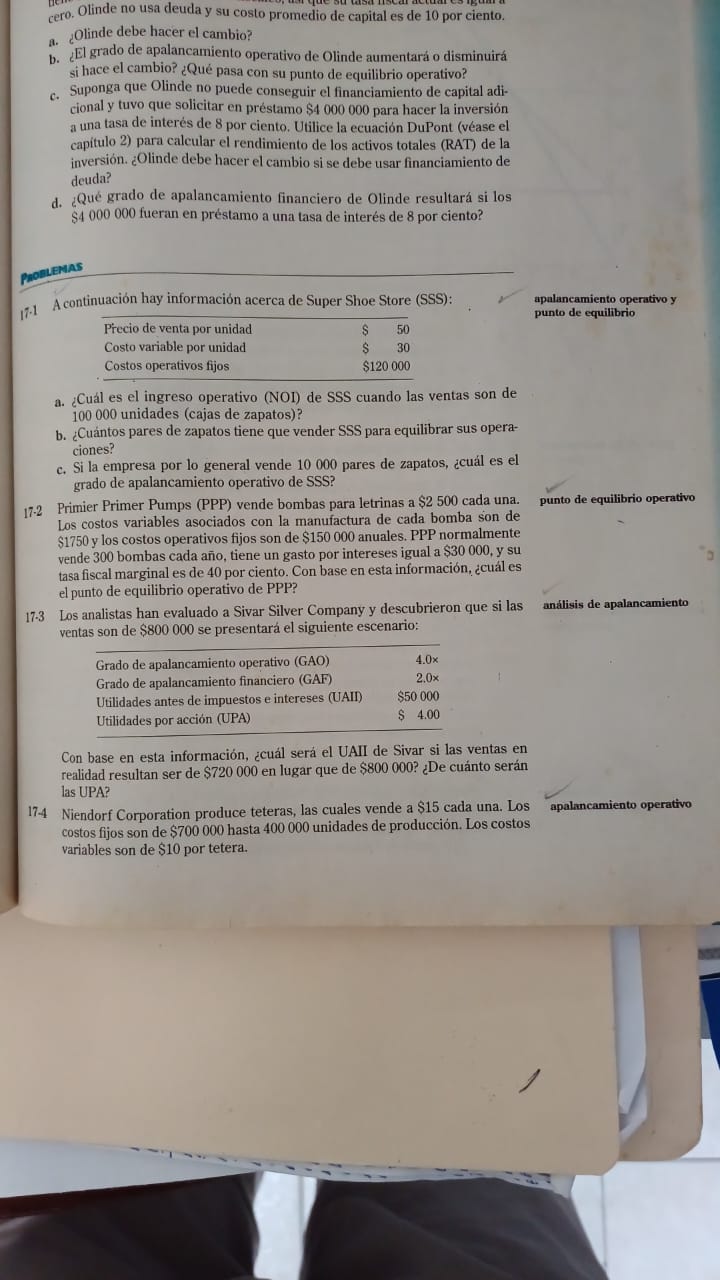 su tasa fiscal actual es igual a
cero. Olinde no usa deuda y su costo promedio de capital es de 10 por ciento.
a. ¿Olinde debe hacer el cambio?
b. ¿El grado de apalancamiento operativo de Olinde aumentará o disminuirá
si hace el cambio? ¿Qué pasa con su punto de equilibrio operativo?
c. Suponga que Olinde no puede conseguir el financiamiento de capital adi-
cional y tuvo que solicitar en préstamo $4 000 000 para hacer la inversión
a una tasa de interés de 8 por ciento. Utilice la ecuación DuPont (véase el
capítulo 2) para calcular el rendimiento de los activos totales (RAT) de la
inversión. ¿Olinde debe hacer el cambio si se debe usar financiamiento de
deuda?
d. ¿Qué grado de apalancamiento financiero de Olinde resultará si los
$4 000 000 fueran en préstamo a una tasa de interés de 8 por ciento?
PROBLEMAS
17-1 A continuación hay información acerca de Super Shoe Store (SSS):
apalancamiento operativo y
punto de equilibrio
Precio de venta por unidad $ 50
Costo variable por unidad $ 30
Costos operativos fijos $120 000
a. ¿Cuál es el ingreso operativo (NOI) de SSS cuando las ventas son de
100 000 unidades (cajas de zapatos)?
b. ¿Cuántos pares de zapatos tiene que vender SSS para equilibrar sus opera-
ciones?
c. Si la empresa por lo general vende 10 000 pares de zapatos, ¿cuál es el
grado de apalancamiento operativo de SSS?
17-2 Primier Primer Pumps (PPP) vende bombas para letrinas a $2 500 cada una.
punto de equilibrio operativo
Los costos variables asociados con la manufactura de cada bomba son de
$1750 y los costos operativos fijos son de $150 000 anuales. PPP normalmente
vende 300 bombas cada año, tiene un gasto por intereses igual a $30 000, y su
tasa fiscal marginal es de 40 por ciento. Con base en esta información, ¿cuál es
el punto de equilibrio operativo de PPP?
17-3 Los analistas han evaluado a Sivar Silver Company y descubrieron que si las
análisis de apalancamiento
ventas son de $800 000 se presentará el siguiente escenario:
Grado de apalancamiento operativo (GAO) 4.0×
Grado de apalancamiento financiero (GAF) 2.0×
Utilidades antes de impuestos e intereses (UAII) $50 000
Utilidades por acción (UPA) $ 4.00
Con base en esta información, ¿cuál será el UAII de Sivar si las ventas en
realidad resultan ser de $720 000 en lugar que de $800 000? ¿De cuánto serán
las UPA?
17-4 Niendorf Corporation produce teteras, las cuales vende a $15 cada una. Los
apalancamiento operativo
costos fijos son de $700 000 hasta 400 000 unidades de producción. Los costos
variables son de $10 por tetera.